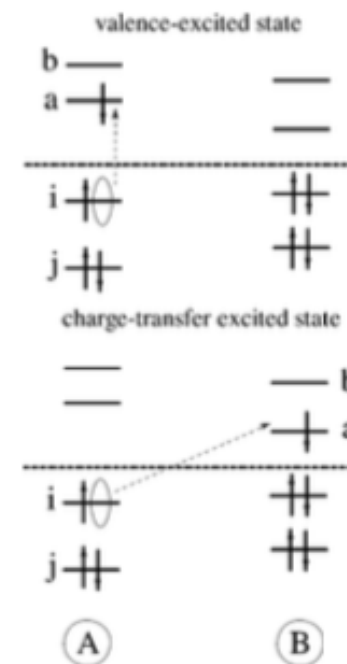 valence-excited state
b
a
i
j
charge-transfer excited state
b
a
i
j
A B